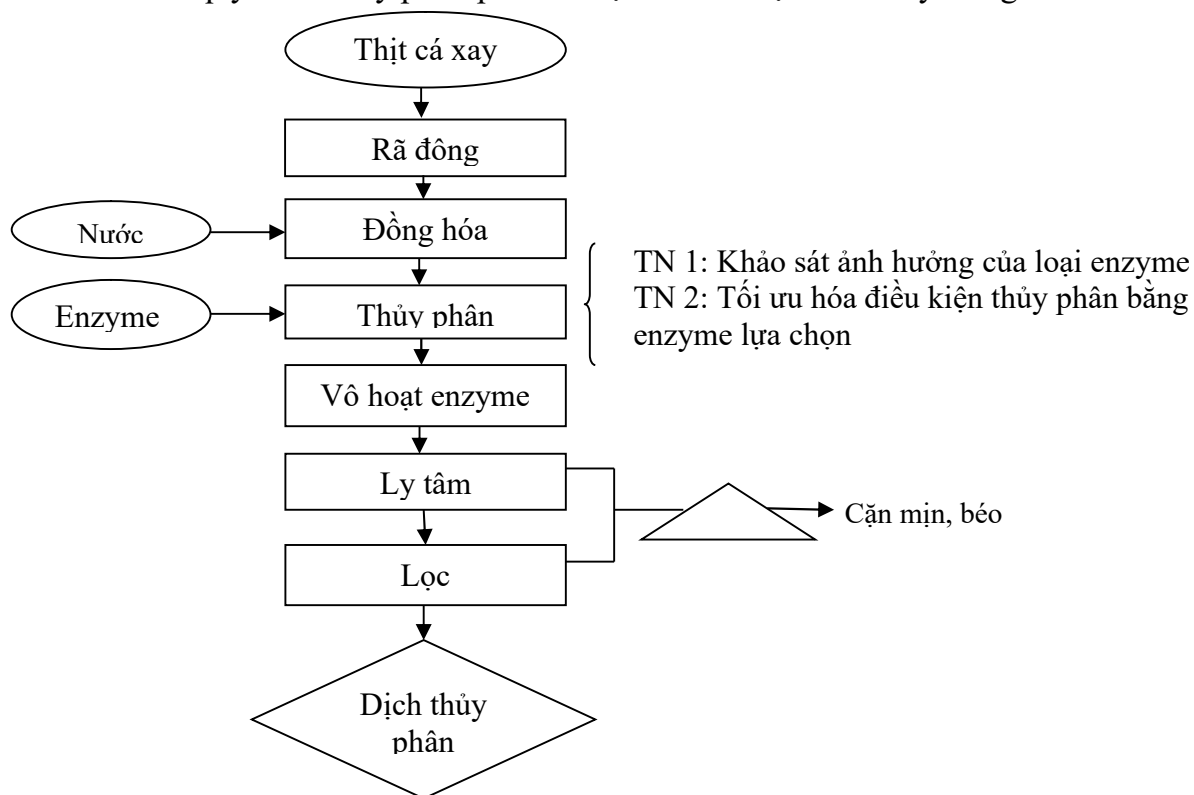 Thịt cá xay
Rã đông
Nước
Đồng hóa
TN 1: Khảo sát ảnh hưởng của loại enzyme
TN 2: Tối ưu hóa điều kiện thủy phân bằng
enzyme lựa chọn
Enzyme
Thủy phân
Vô hoạt enzyme
Ly tâm
Cặn mịn, béo
Lọc
Dịch thủy
phân